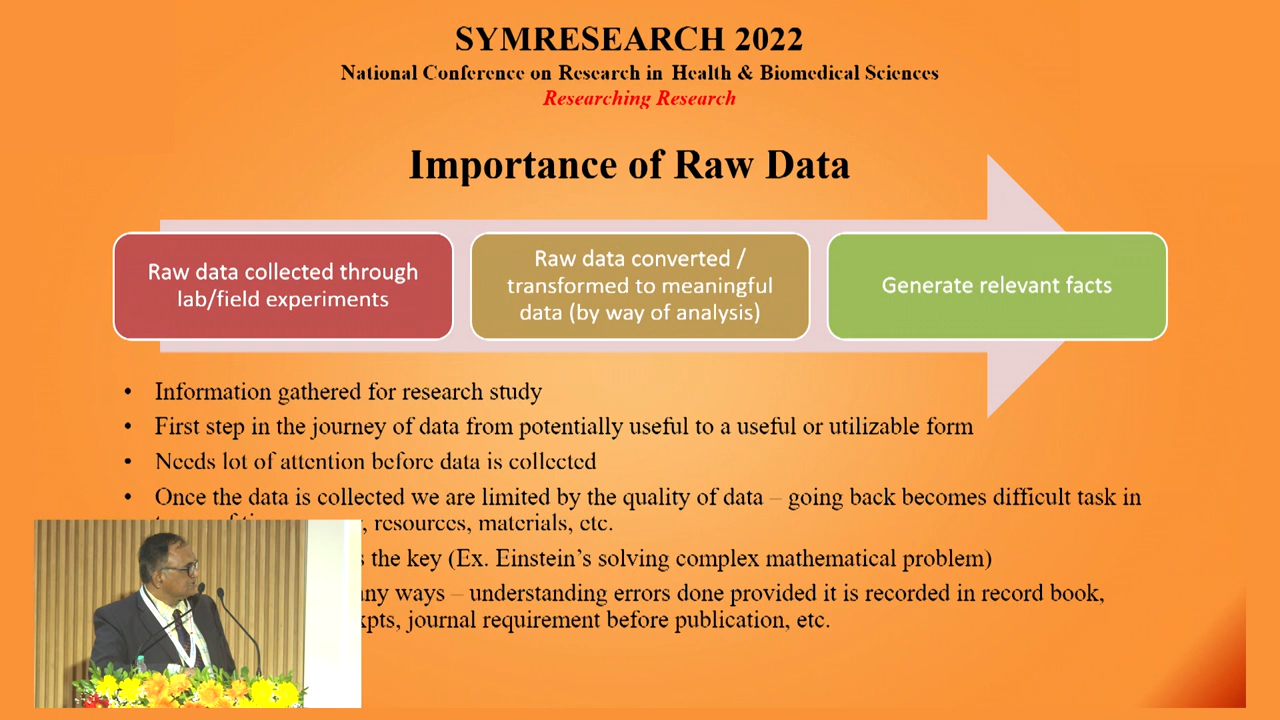 SYMRESEARCH 2022
National Conference on Research in Health & Biomedical Sciences
Researching Research
Importance of Raw Data
Raw data collected through
lab/field experiments
Raw data converted /
transformed to meaningful
data (by way of analysis)
Generate relevant facts
• Information gathered for research study
• First step in the journey of data from potentially useful to a useful or utilizable form
• Needs lot of attention before data is collected
• Once the data is collected we are limited by the quality of data – going back becomes difficult task in
, resources, materials, etc.
the key (Ex. Einstein's solving complex mathematical problem)
ways – understanding errors done provided it is recorded in record book,
journal requirement before publication, etc.